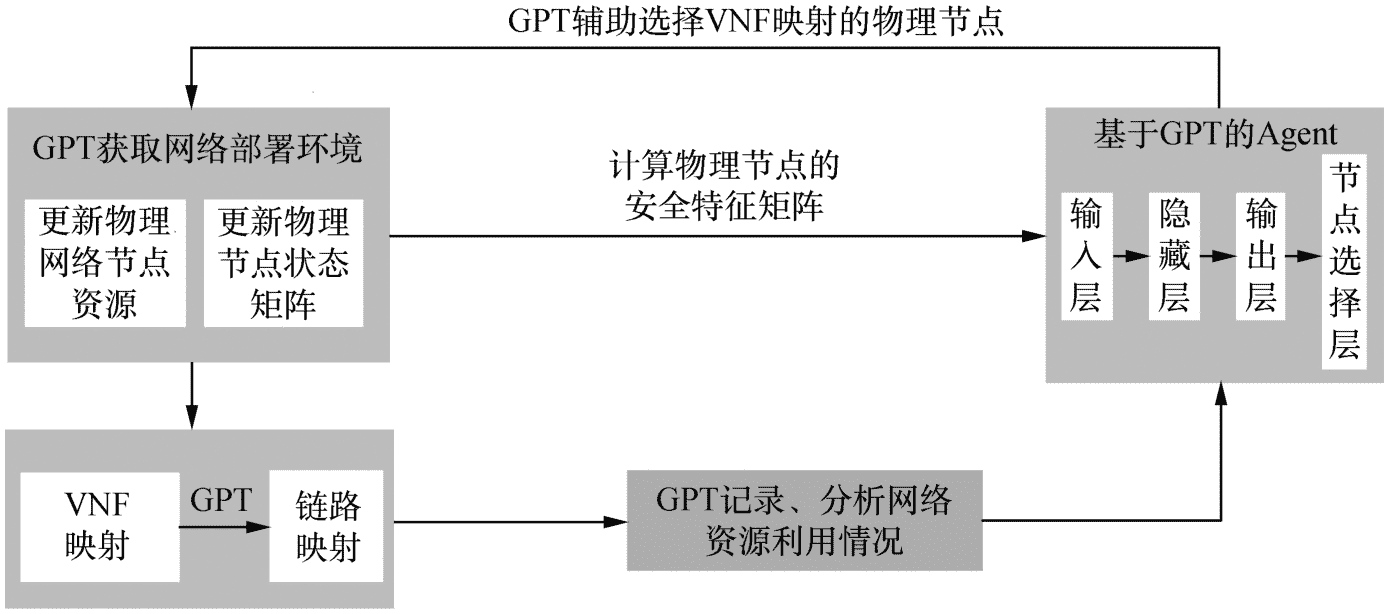 GPT辅助选择VNF映射的物理节点
GPT获取网络部署环境
更新物理
网络节点
资源
更新物理
节点状态
矩阵
计算物理节点的
安全特征矩阵
基于GPT的Agent
输入层
隐藏层
输出层
节点选择层
VNF
映射
GPT
链路
映射
GPT记录、分析网络
资源利用情况